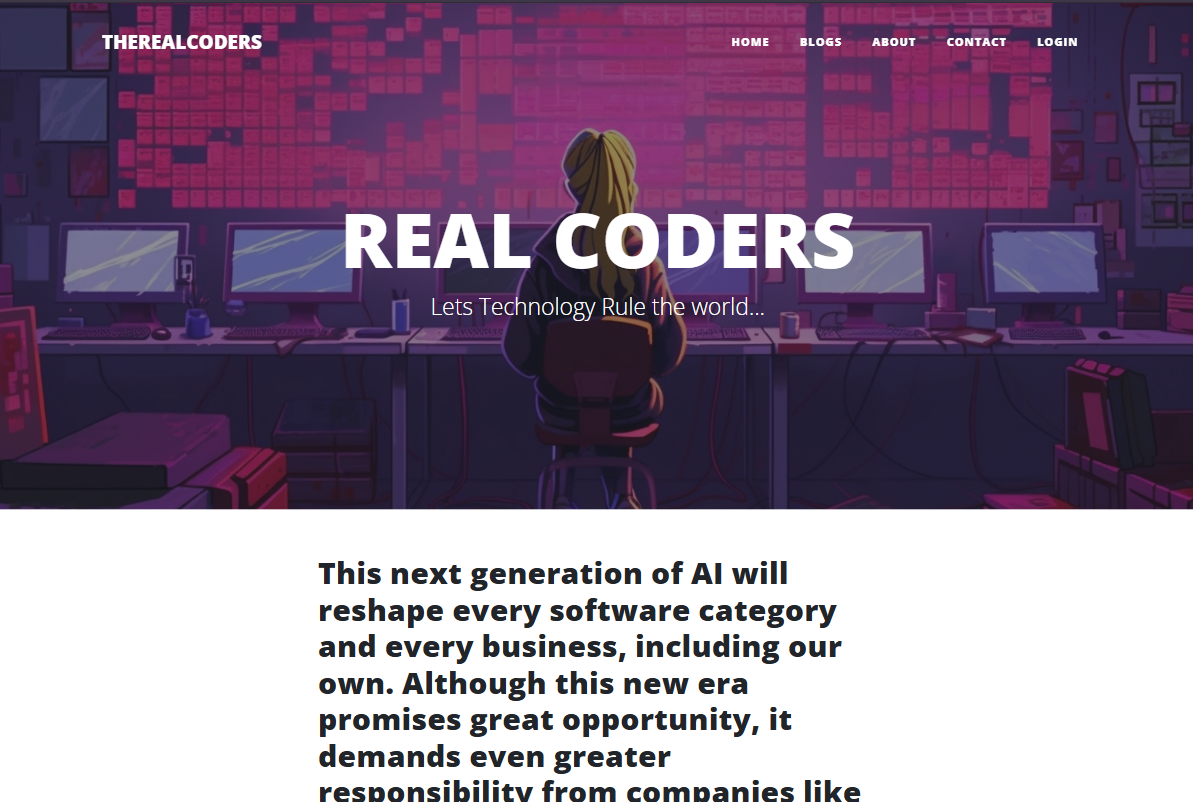 THEREALCODERS
HOME BLOGS ABOUT CONTACT LOGIN
REAL CODERS
Lets Technology Rule the world...
This next generation of AI will
reshape every software category
and every business, including our
own. Although this new era
promises great opportunity, it
demands even greater
responsibility from companies like